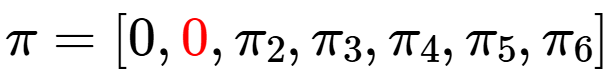 π = [0, 0, π₂, π₃, π₄, π₅, π₆]